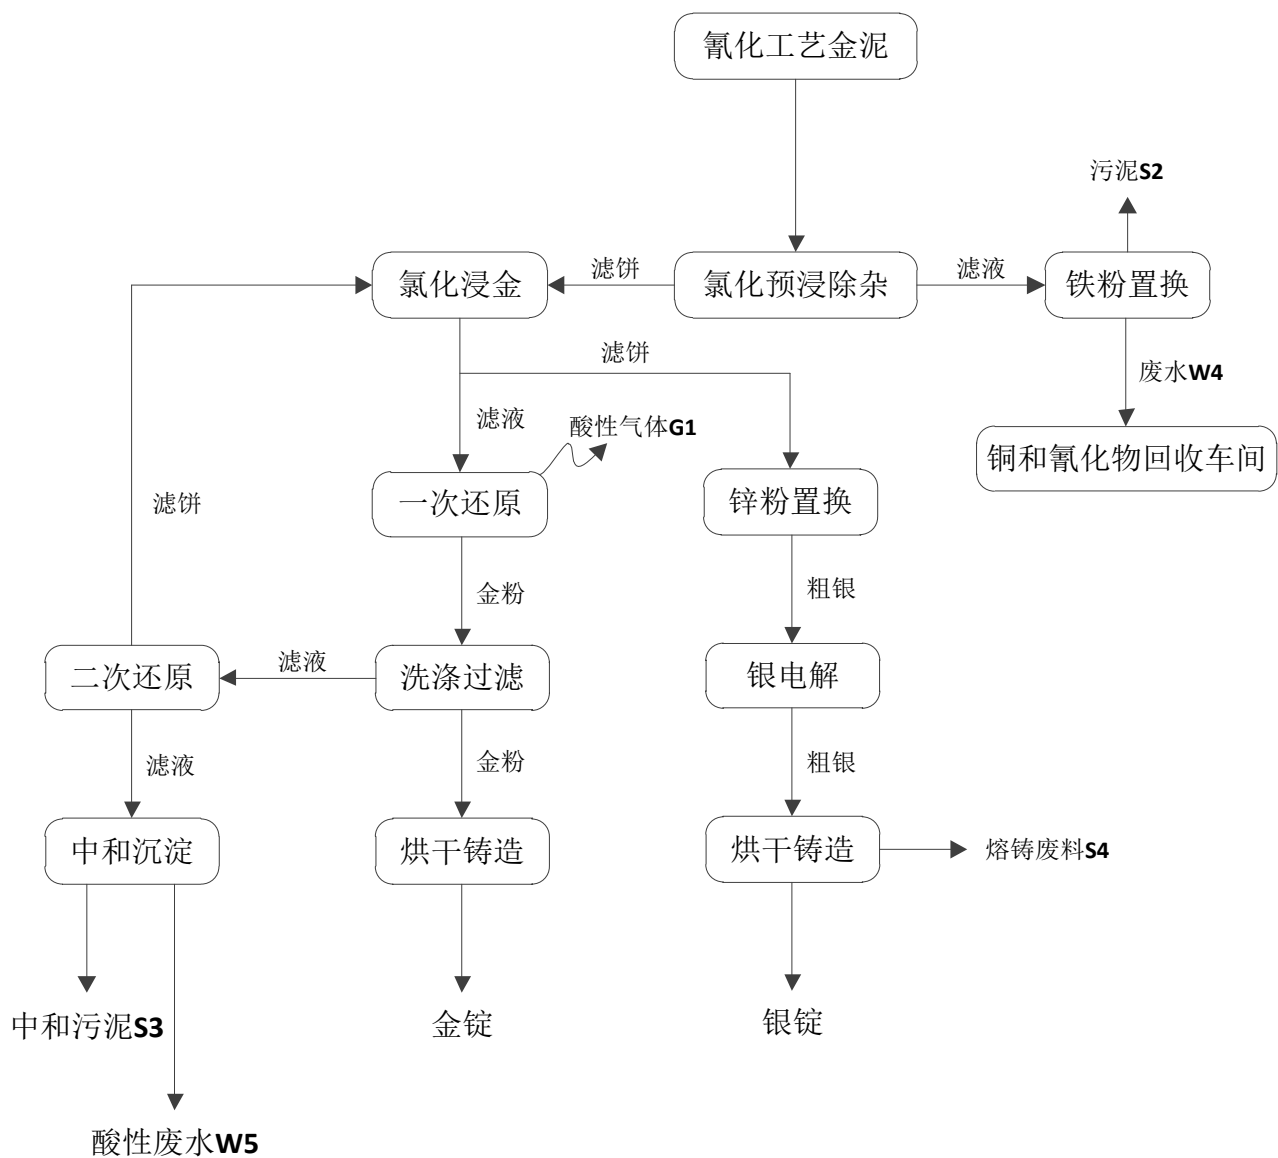 氰化工艺金泥
污泥S2
氯化浸金
滤饼
氯化预浸除杂
滤液
铁粉置换
滤饼
废水W4
滤液
酸性气体G1
铜和氰化物回收车间
滤饼
一次还原
锌粉置换
金粉
粗银
二次还原
滤液
洗涤过滤
银电解
滤液
金粉
粗银
中和沉淀
烘干铸造
烘干铸造
熔铸废料S4
中和污泥S3
金锭
银锭
酸性废水W5